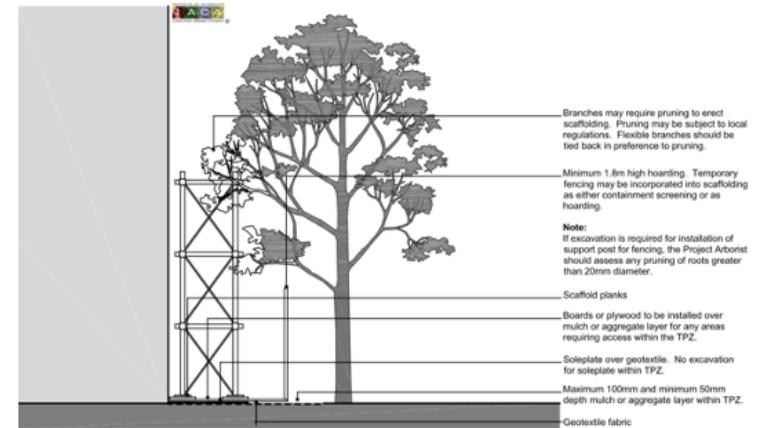 Branches may require pruning to erect
scaffolding. Pruning may be subject to local
regulations. Flexible branches should be
tied back in preference to pruning.
Minimum 1.8m high hoarding. Temporary
fencing may be incorporated into scaffolding
as either containment screening or as
hoarding.
Note:
If excavation is required for installation of
support post for fencing, the Project Arborist
should assess any pruning of roots greater
than 20mm diameter.
Scaffold planks
Boards or plywood to be installed over
mulch or aggregate layer for any areas
requiring access within the TPZ.
Soleplate over geotextile. No excavation
for soleplate within TPZ.
Maximum 100mm and minimum 50mm
depth mulch or aggregate layer within TPZ.
Geotextile fabric